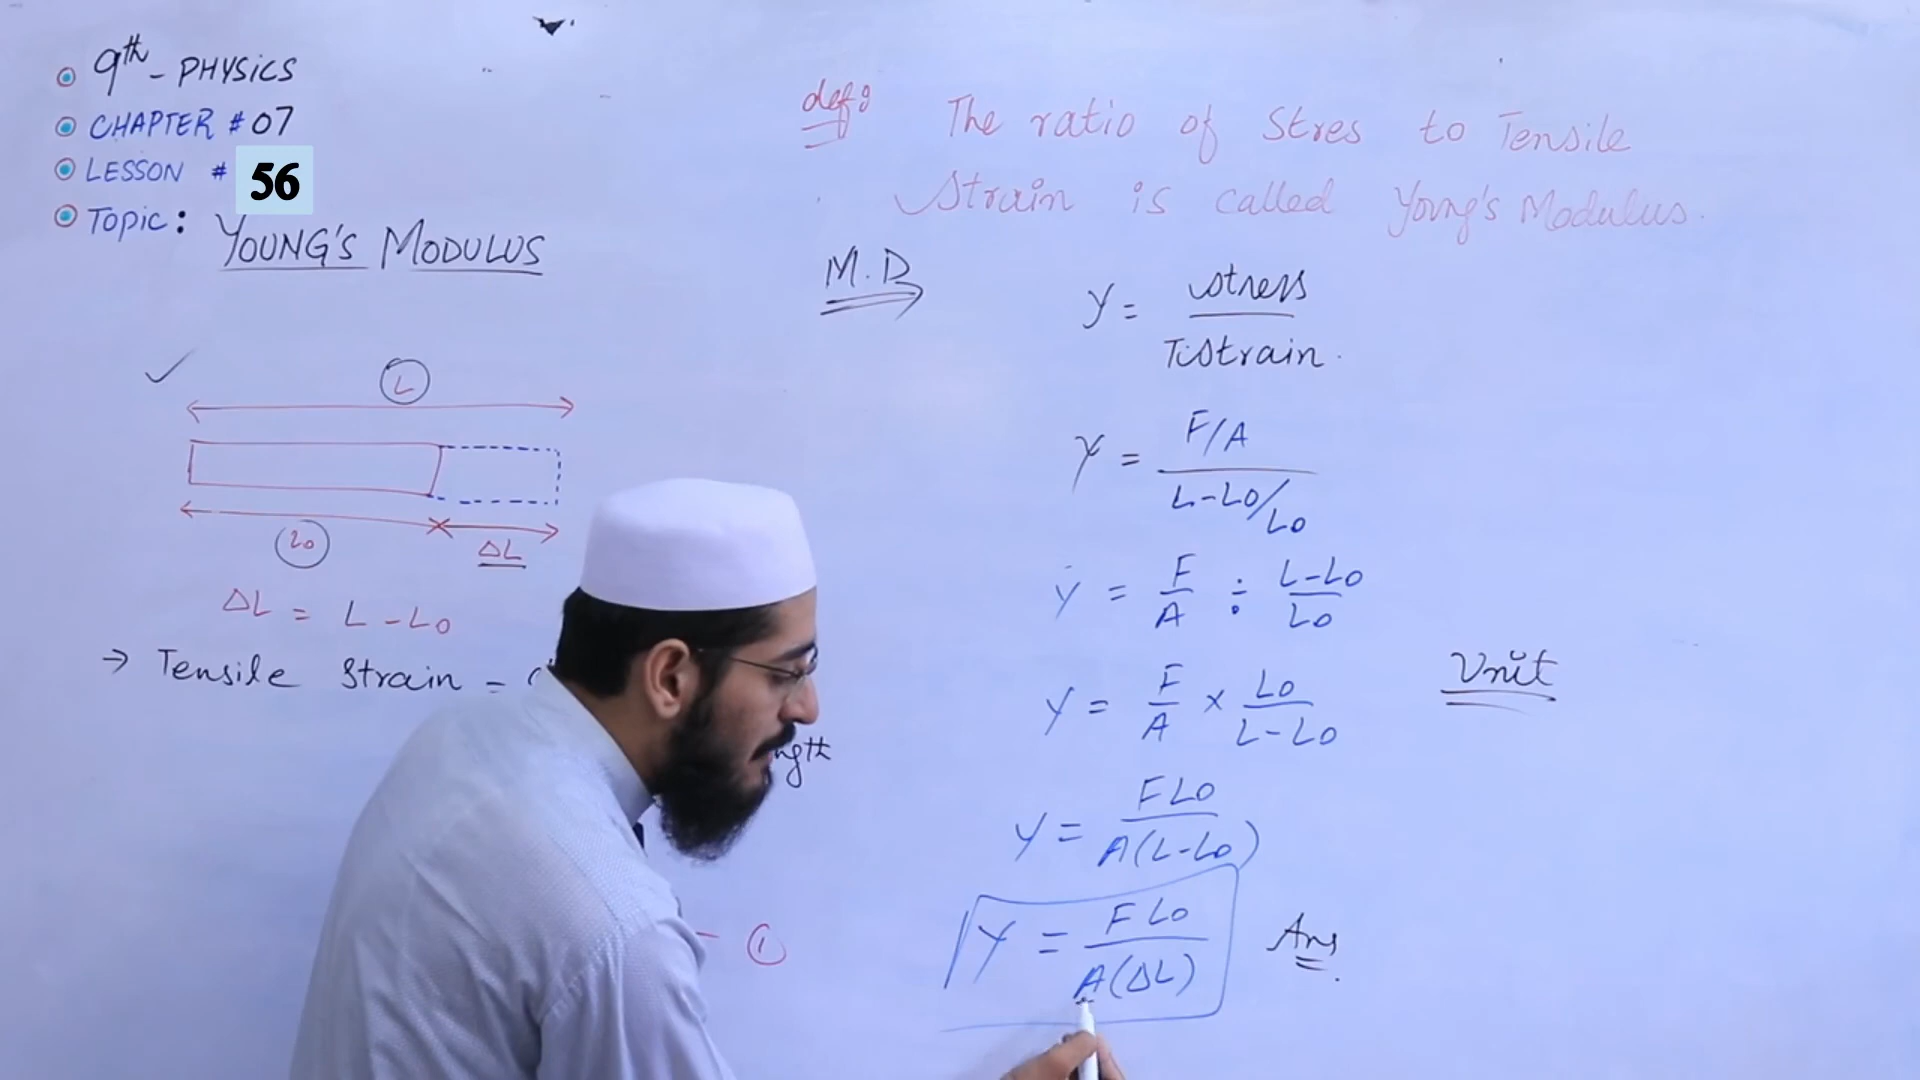 9th - PHYSICS
CHAPTER # 07
LESSON # 56
TOPIC: YOUNG'S MODULUS
L
Lo
ΔL
ΔL = L - Lo
→ Tensile Strain =
①
def: The ratio of Stres to Tensile
Strain is called Young's Modulus.
M.D
Y = stress / T.Strain.
Y = F/A / L-Lo/Lo
Y = F/A ÷ L-Lo/Lo
Y = F/A × Lo/L-Lo
Y = FLo/A(L-Lo)
Y = FLo/A(ΔL) Ans
Unit